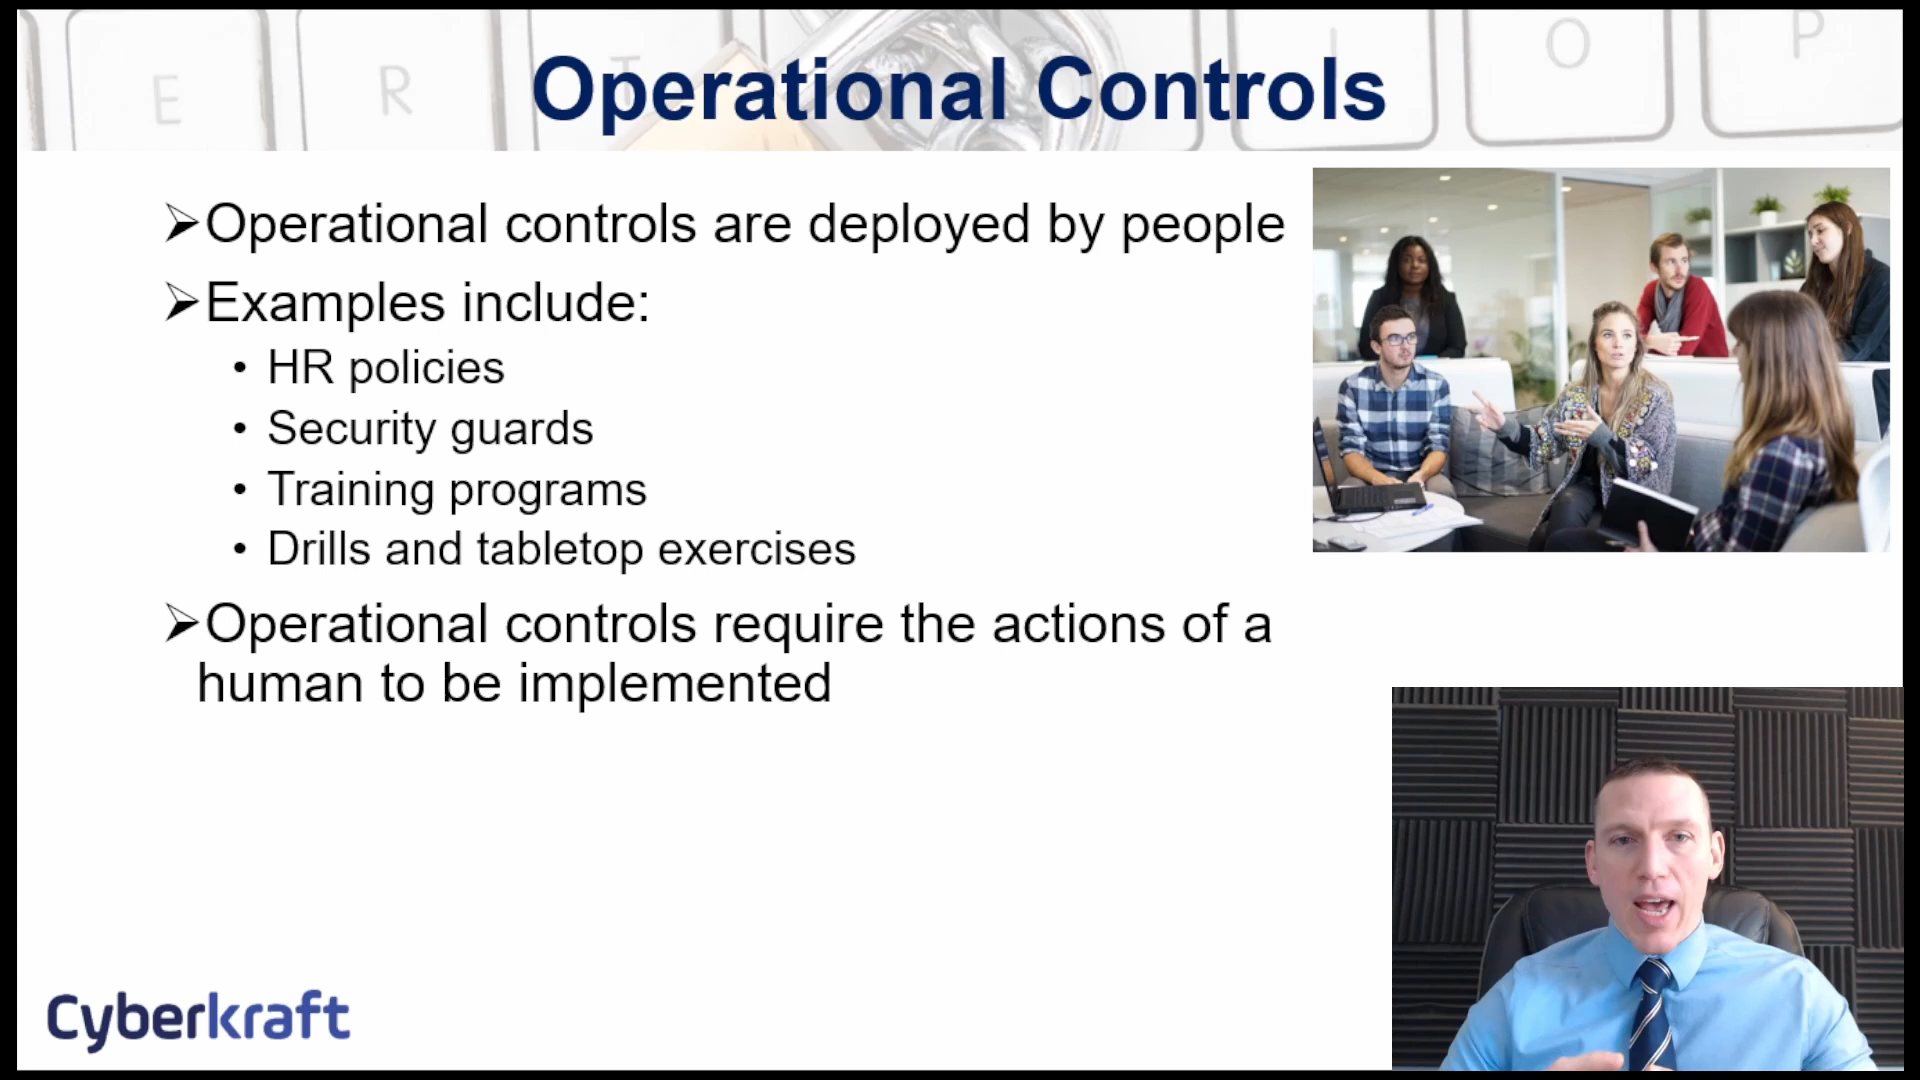 E R T I O P
Operational Controls
➢Operational controls are deployed by people
➢Examples include:
• HR policies
• Security guards
• Training programs
• Drills and tabletop exercises
➢Operational controls require the actions of a
human to be implemented
Cyberkraft